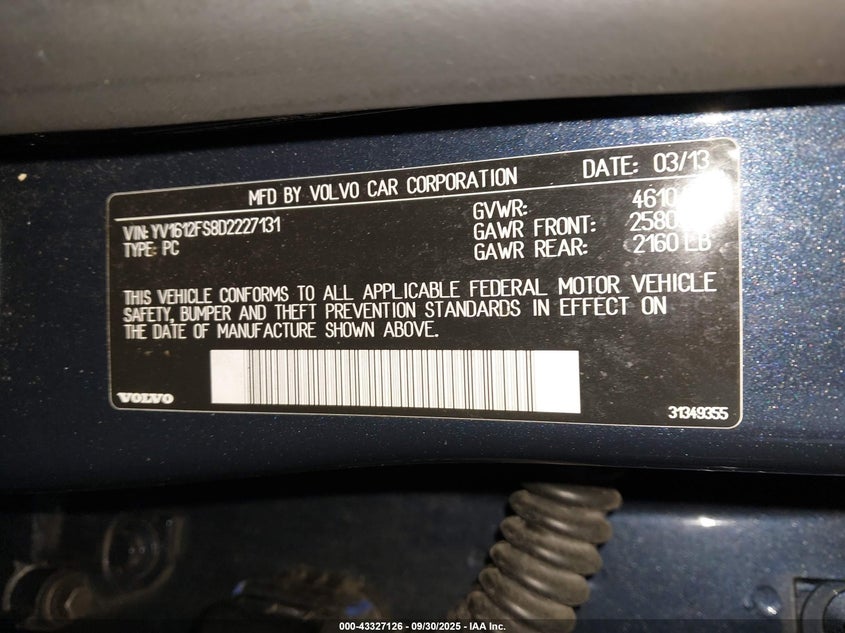 MFD BY VOLVO CAR CORPORATION DATE: 03/13
VIN: YV1612FS8D2227131 GVWR: 4610
TYPE: PC GAWR FRONT: 2580
GAWR REAR: 2160 LB
THIS VEHICLE CONFORMS TO ALL APPLICABLE FEDERAL MOTOR VEHICLE
SAFETY, BUMPER AND THEFT PREVENTION STANDARDS IN EFFECT ON
THE DATE OF MANUFACTURE SHOWN ABOVE.
VOLVO 31349355
000-43327126 - 09/30/2025 - IAA Inc.